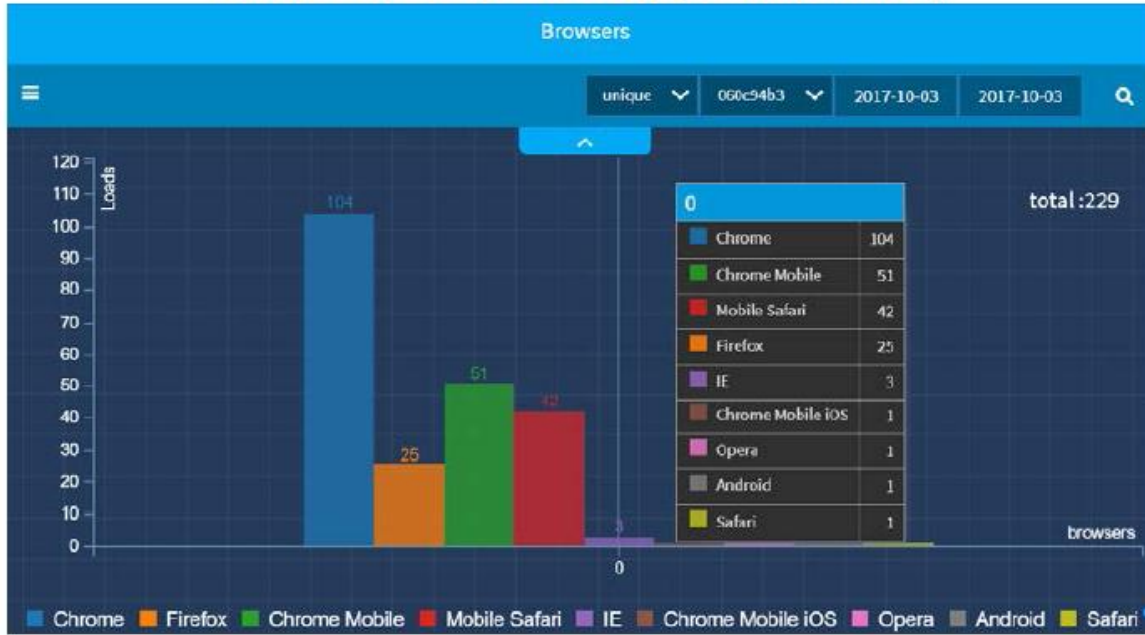 Browsers
unique 060c94b3 2017-10-03 2017-10-03
120
110
100
90
80
70
60
50
40
30
20
10
0
Loads
104
25
51
42
3
0
Chrome 104
Chrome Mobile 51
Mobile Safari 42
Firefox 25
IE 3
Chrome Mobile iOS 1
Opera 1
Android 1
Safari 1
total :229
browsers
0
Chrome Firefox Chrome Mobile Mobile Safari IE Chrome Mobile iOS Opera Android Safari